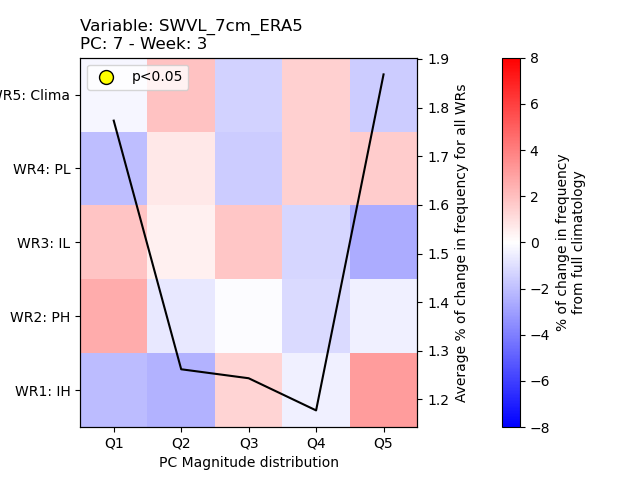 Variable: SWVL_7cm_ERA5
PC: 7 - Week: 3
p<0.05
WR5: Clima
WR4: PL
WR3: IL
WR2: PH
WR1: IH
Q1 Q2 Q3 Q4 Q5
PC Magnitude distribution
1.9
1.8
1.7
1.6
1.5
1.4
1.3
1.2
Average % of change in frequency for all WRs
8
6
4
2
0
−2
−4
−6
−8
% of change in frequency
from full climatology